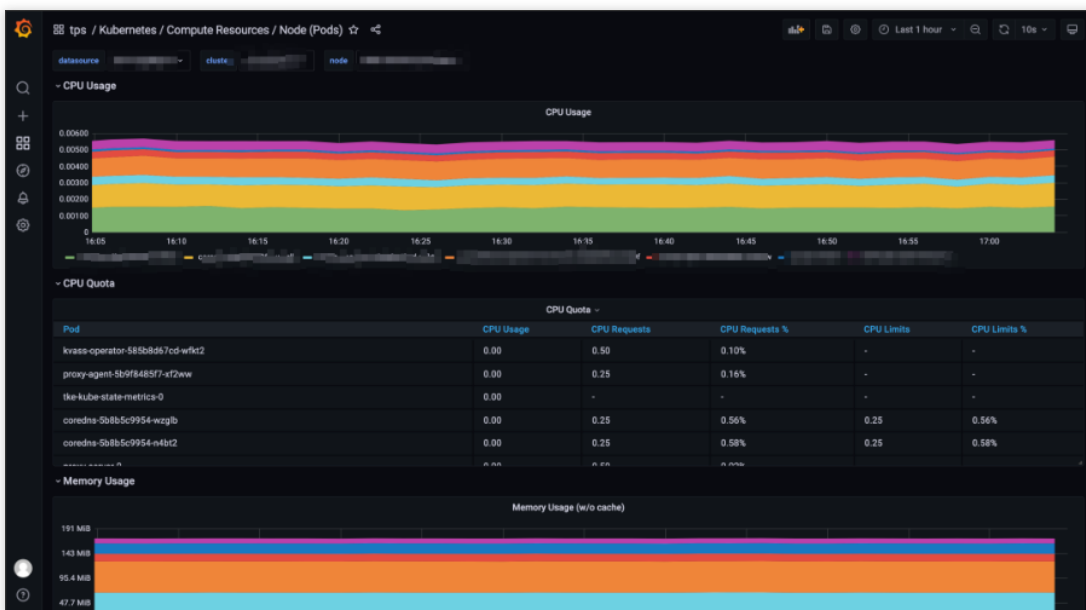 tps / Kubernetes / Compute Resources / Node (Pods)
Last 1 hour
10s
datasource
node
CPU Usage
CPU Usage
0.00600
0.00500
0.00400
0.00300
0.00200
0.00100
0
16:05 16:10 16:15 16:20 16:25 16:30 16:35 16:40 16:45 16:50 16:55 17:00
CPU Quota
CPU Quota
Pod CPU Usage CPU Requests CPU Requests % CPU Limits CPU Limits %
kvass-operator-585b8d67cd-wfkt2 0.00 0.50 0.10% - -
proxy-agent-5b9f8485f7-xf2ww 0.00 0.25 0.16% - -
tke-kube-state-metrics-0 0.00 - - - -
coredns-5b8b5c9954-wzglb 0.00 0.25 0.56% 0.25 0.56%
coredns-5b8b5c9954-n4bt2 0.00 0.25 0.58% 0.25 0.58%
Memory Usage
Memory Usage (w/o cache)
191 MiB
143 MiB
95.4 MiB
47.7 MiB